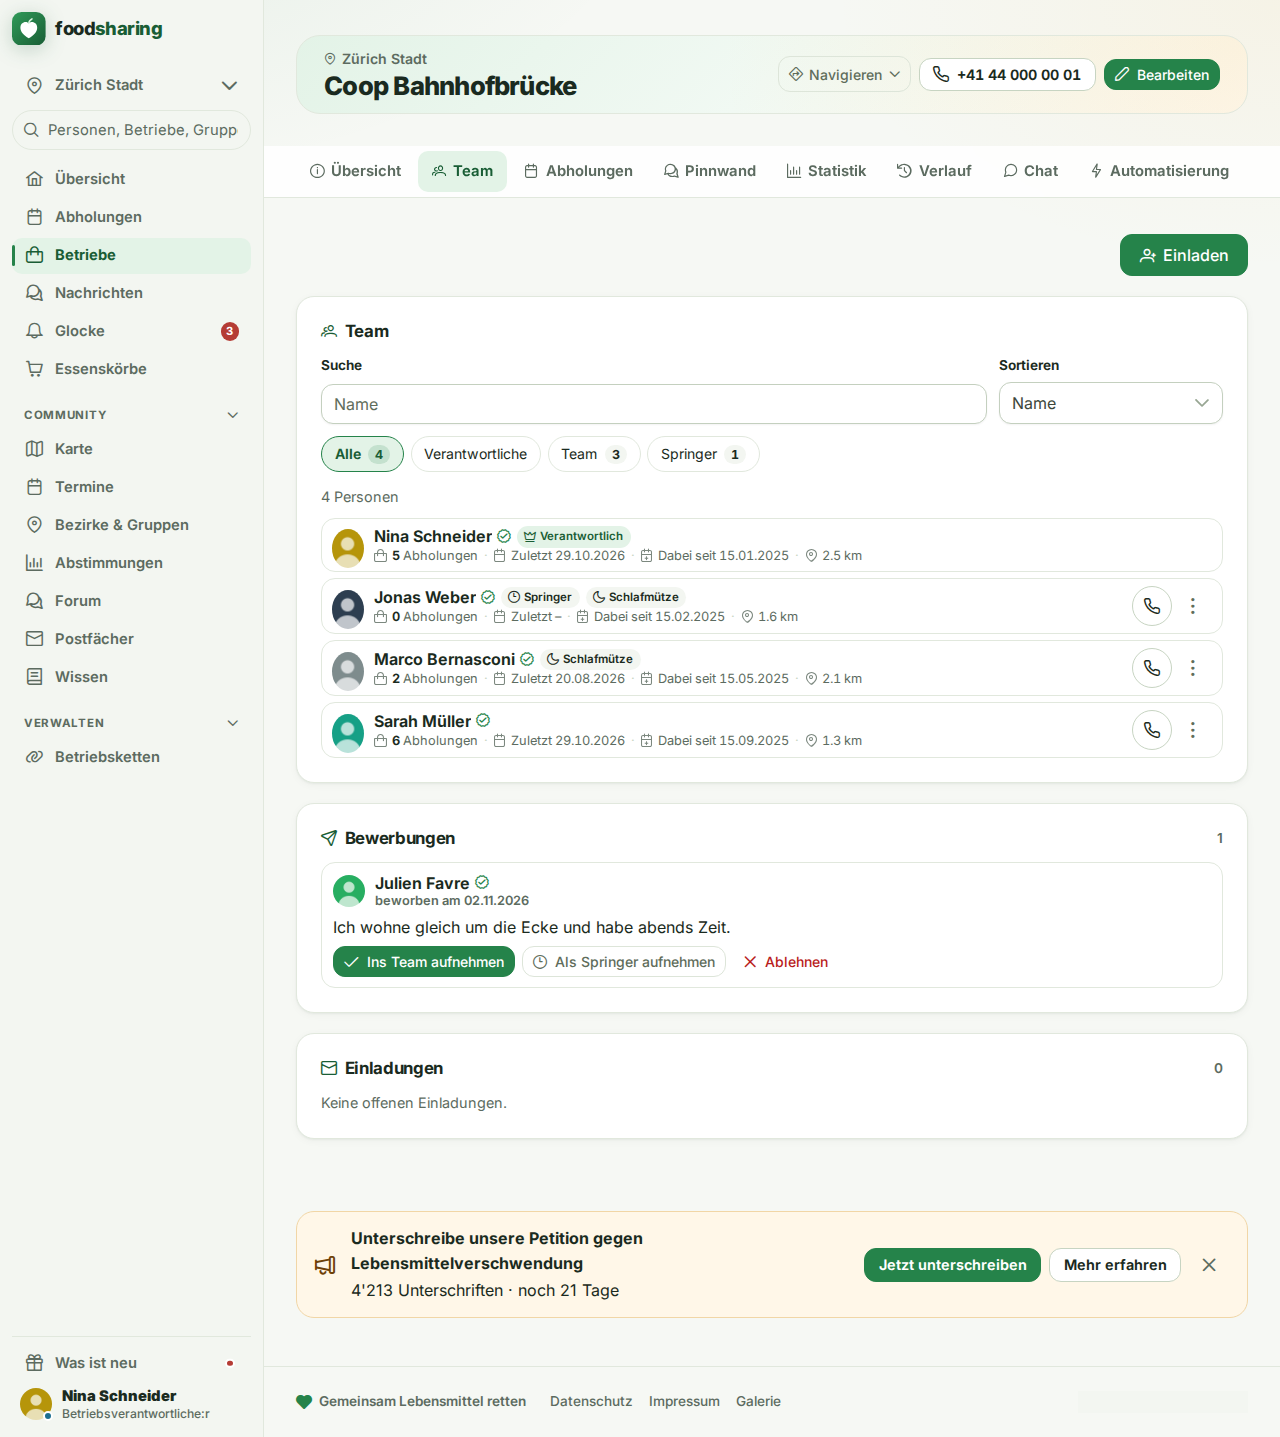 foodsharing
Zürich Stadt
Personen, Betriebe, Grupp
Übersicht
Abholungen
Betriebe
Nachrichten
Glocke 3
Essenskörbe
COMMUNITY
Karte
Termine
Bezirke & Gruppen
Abstimmungen
Forum
Postfächer
Wissen
VERWALTEN
Betriebsketten
Was ist neu
Nina Schneider
Betriebsverantwortliche:r
Zürich Stadt
Coop Bahnhofbrücke
Navigieren
+41 44 000 00 01
Bearbeiten
Übersicht Team Abholungen Pinnwand Statistik Verlauf Chat Automatisierung
Einladen
Team
Suche Sortieren
Name Name
Alle 4 Verantwortliche Team 3 Springer 1
4 Personen
Nina Schneider Verantwortlich
5 Abholungen · Zuletzt 29.10.2026 · Dabei seit 15.01.2025 · 2.5 km
Jonas Weber Springer Schlafmütze
0 Abholungen · Zuletzt – · Dabei seit 15.02.2025 · 1.6 km
Marco Bernasconi Schlafmütze
2 Abholungen · Zuletzt 20.08.2026 · Dabei seit 15.05.2025 · 2.1 km
Sarah Müller
6 Abholungen · Zuletzt 29.10.2026 · Dabei seit 15.09.2025 · 1.3 km
Bewerbungen 1
Julien Favre
beworben am 02.11.2026
Ich wohne gleich um die Ecke und habe abends Zeit.
Ins Team aufnehmen Als Springer aufnehmen Ablehnen
Einladungen 0
Keine offenen Einladungen.
Unterschreibe unsere Petition gegen
Lebensmittelverschwendung
4'213 Unterschriften · noch 21 Tage
Jetzt unterschreiben Mehr erfahren
Gemeinsam Lebensmittel retten Datenschutz Impressum Galerie